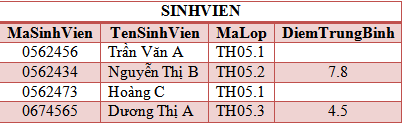 SINHVIEN
MaSinhVien TenSinhVien MaLop DiemTrungBinh
0562456 Trần Văn A TH05.1
0562434 Nguyễn Thị B TH05.2 7.8
0562473 Hoàng C TH05.1
0674565 Dương Thị A TH05.3 4.5